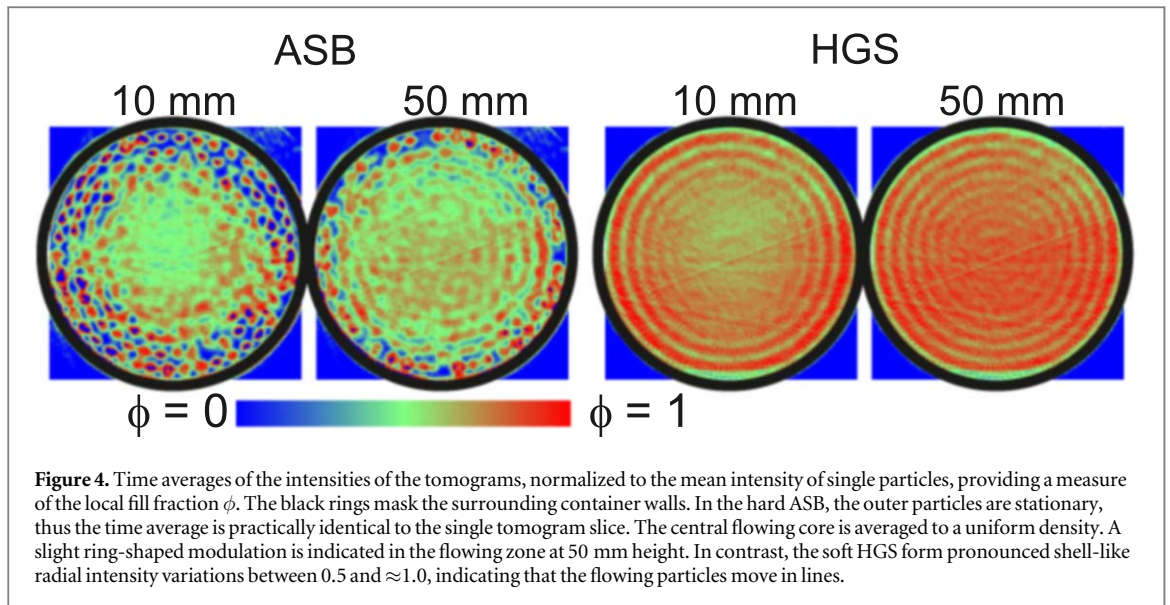 ASB
HGS
10 mm
50 mm
10 mm
50 mm
ϕ = 0
ϕ = 1
Figure 4. Time averages of the intensities of the tomograms, normalized to the mean intensity of single particles, providing a measure
of the local fill fraction ϕ. The black rings mask the surrounding container walls. In the hard ASB, the outer particles are stationary,
thus the time average is practically identical to the single tomogram slice. The central flowing core is averaged to a uniform density. A
slight ring-shaped modulation is indicated in the flowing zone at 50 mm height. In contrast, the soft HGS form pronounced shell-like
radial intensity variations between 0.5 and ≈1.0, indicating that the flowing particles move in lines.